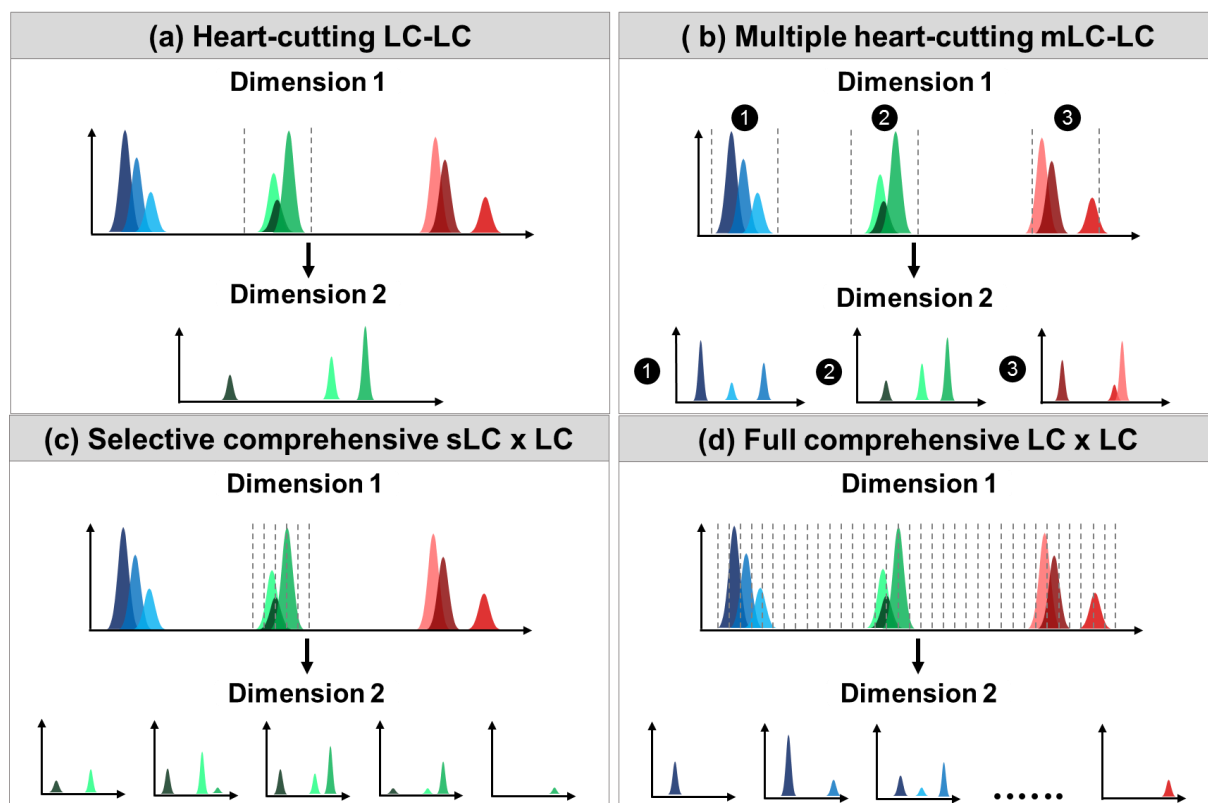 (a) Heart-cutting LC-LC
Dimension 1
Dimension 2
( b) Multiple heart-cutting mLC-LC
Dimension 1
1
2
3
Dimension 2
1
2
3
(c) Selective comprehensive sLC x LC
Dimension 1
Dimension 2
(d) Full comprehensive LC x LC
Dimension 1
Dimension 2